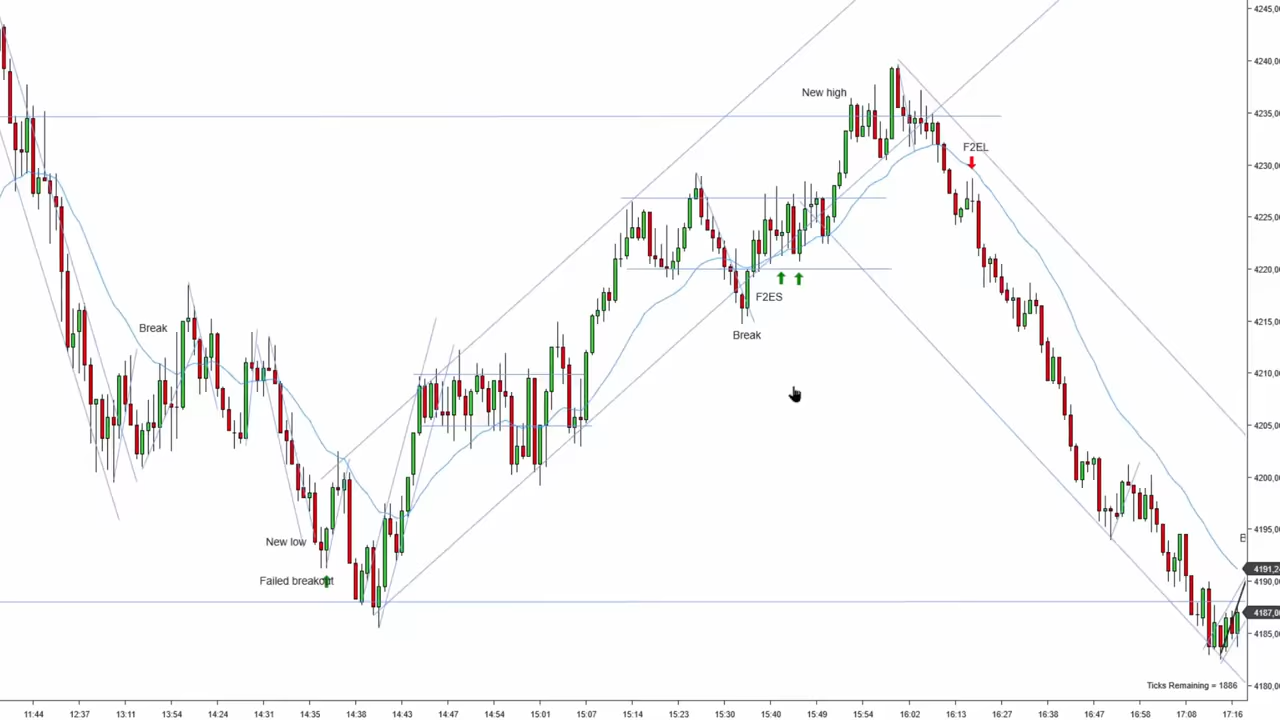 4245,
4240,00
New high
4235,00
F2EL
4230,00
4225,00
4220,00
F2ES
4215,00
Break
Break
4210,00
4205,00
4200,00
4195,00
New low
B
4191,2
Failed breakout
4190,00
4187,0
4185,00
Ticks Remaining = 1886
4180,00
11:44 12:37 13:11 13:54 14:24 14:31 14:35 14:38 14:43 14:47 14:52 15:01 15:07 15:14 15:23 15:30 15:40 15:49 15:54 16:02 16:13 16:27 16:38 16:47 16:53 17:08 17:16